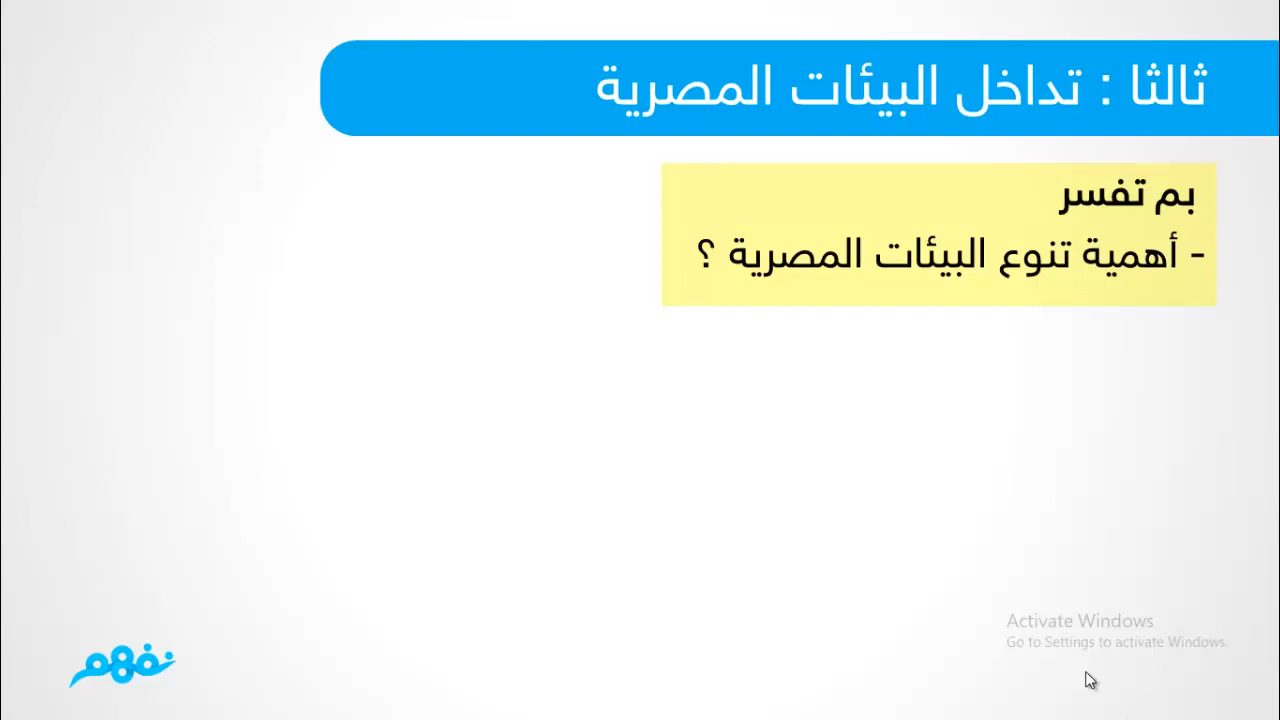 ثالثا : تداخل البيئات المصرية
بم تفسر
- أهمية تنوع البيئات المصرية ؟
Activate Windows
Go to Settings to activate Windows.
نفهم